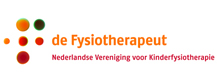 de Fysiotherapeut
Nederlandse Vereniging voor Kinderfysiotherapie